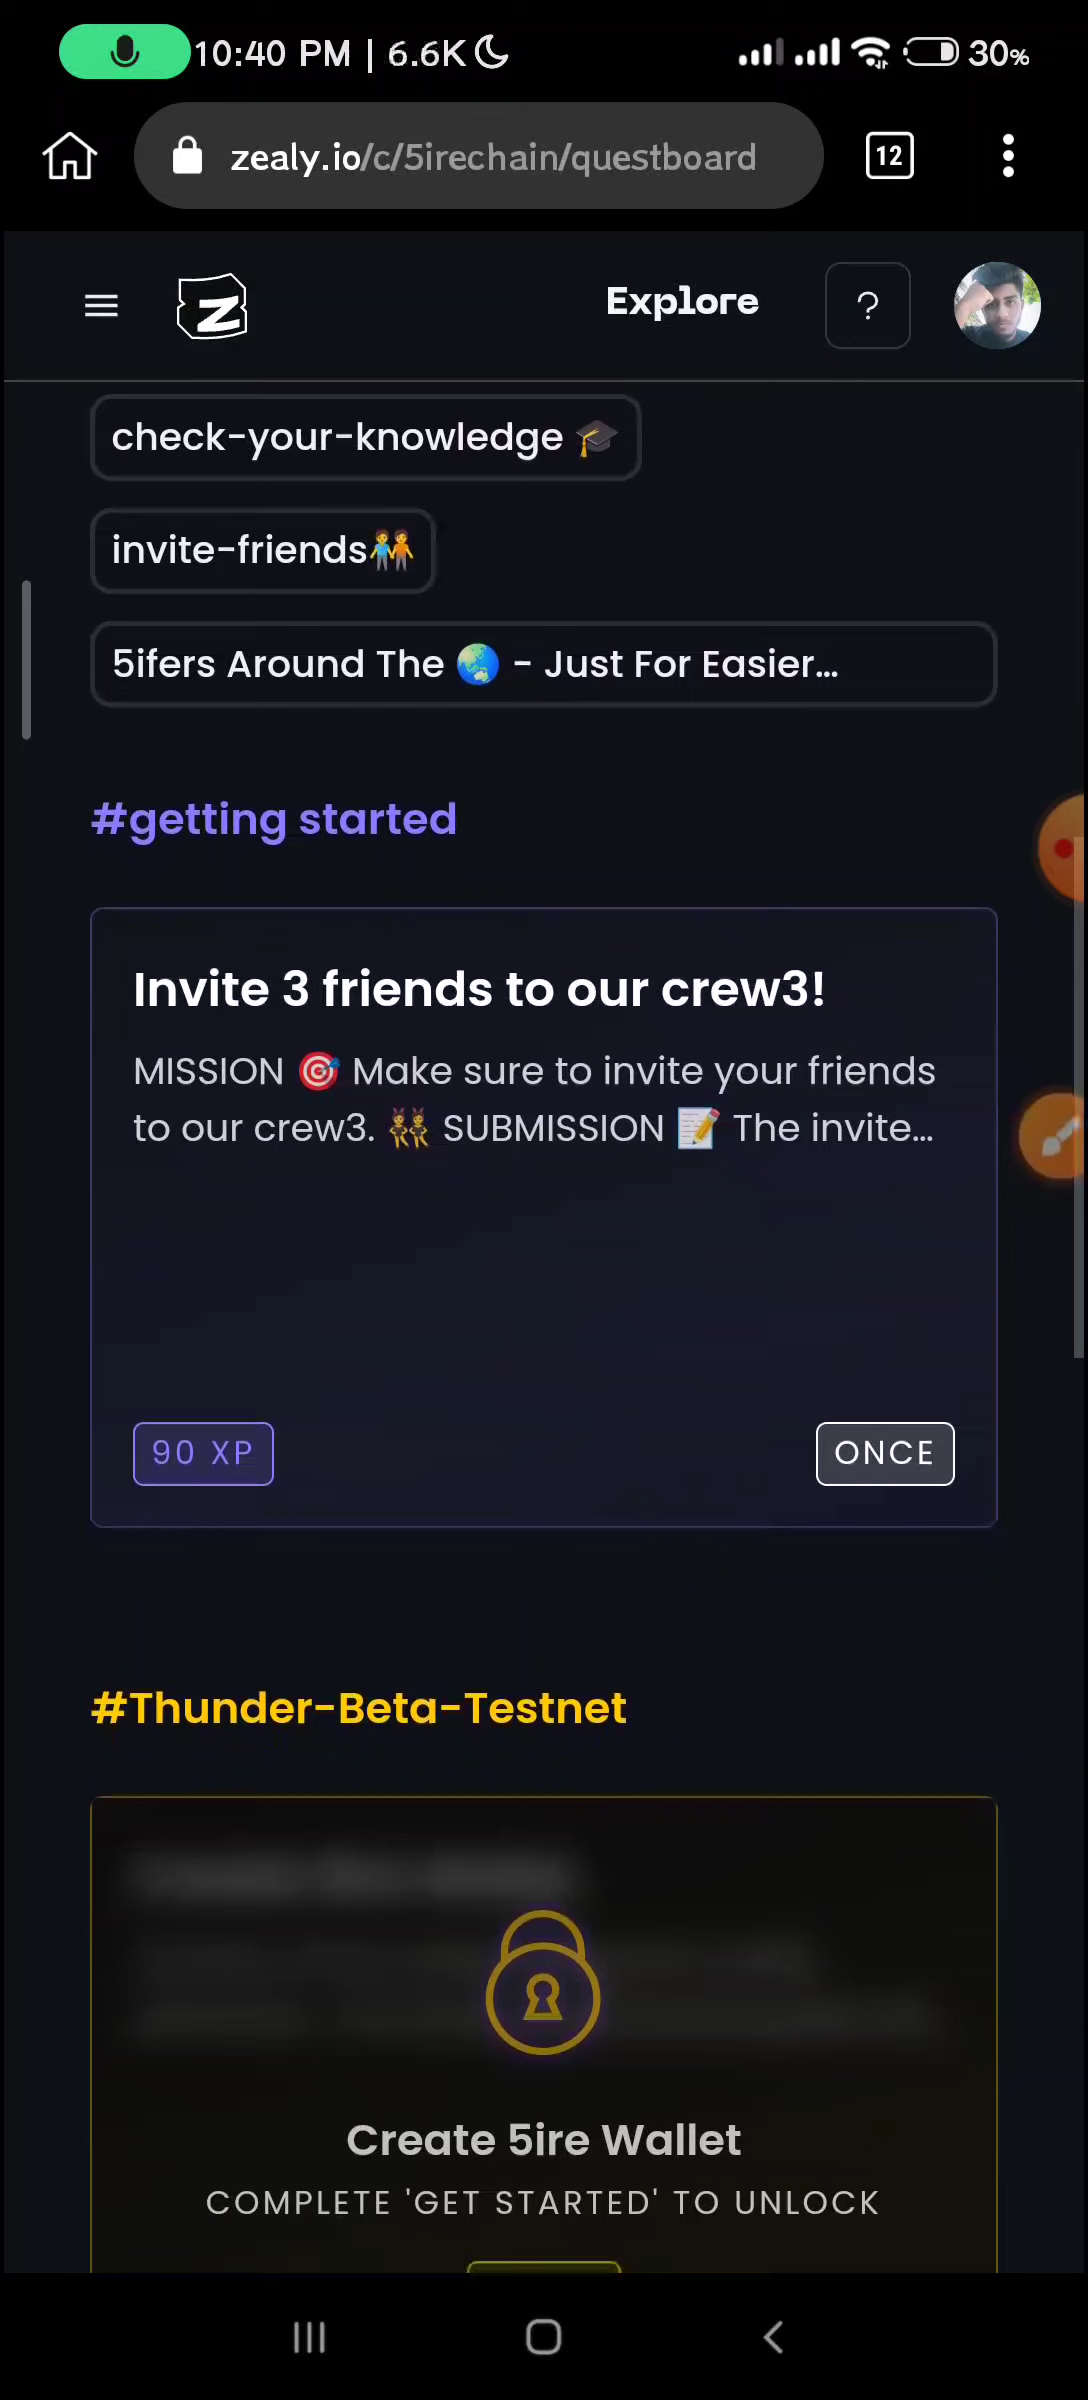 10:40 PM | 6.6K
30%
zealy.io/c/5irechain/questboard
12
Explore
?
check-your-knowledge 🎓
invite-friends🧑‍🤝‍🧑
5ifers Around The 🌏 - Just For Easier...
#getting started
Invite 3 friends to our crew3!
MISSION 🎯 Make sure to invite your friends
to our crew3. 👯 SUBMISSION 📝 The invite...
90 XP
ONCE
#Thunder-Beta-Testnet
Create 5ire Wallet
COMPLETE 'GET STARTED' TO UNLOCK